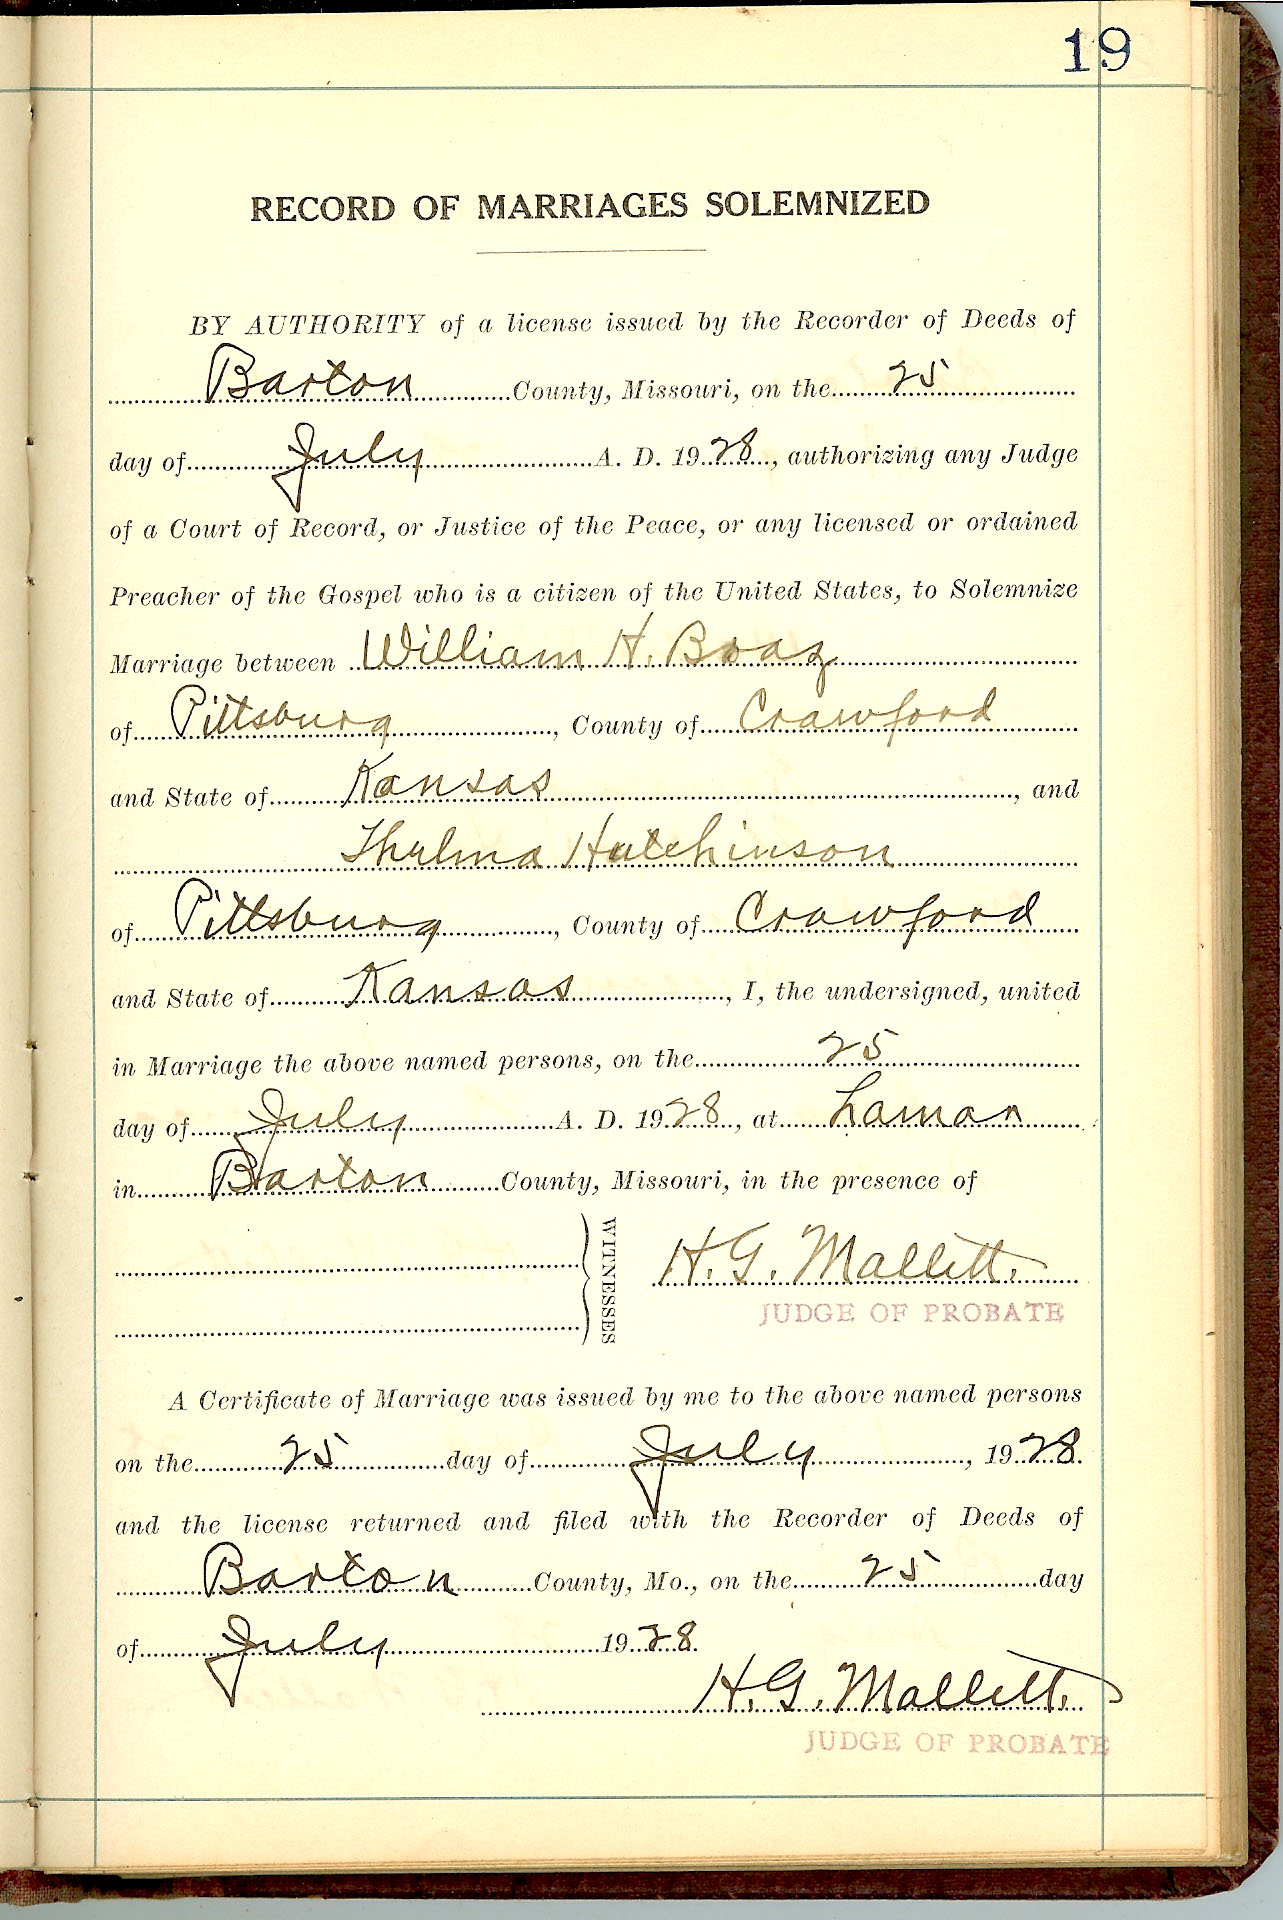 19
RECORD OF MARRIAGES SOLEMNIZED
BY AUTHORITY of a license issued by the Recorder of Deeds of
Barton County, Missouri, on the 25
day of July A. D. 1928, authorizing any Judge
of a Court of Record, or Justice of the Peace, or any licensed or ordained
Preacher of the Gospel who is a citizen of the United States, to Solemnize
Marriage between William H. Boaz
of Pittsburg, County of Crawford
and State of Kansas, and
Thelma Hutchinson
of Pittsburg, County of Crawford
and State of Kansas, I, the undersigned, united
in Marriage the above named persons, on the 25
day of July A. D. 1928, at Lamar
in Barton County, Missouri, in the presence of
WITNESSES
H. G. Mallitt.
JUDGE OF PROBATE
A Certificate of Marriage was issued by me to the above named persons
on the 25 day of July, 1928.
and the license returned and filed with the Recorder of Deeds of
Barton County, Mo., on the 25 day
of July 1928.
H. G. Mallitt.
JUDGE OF PROBATE